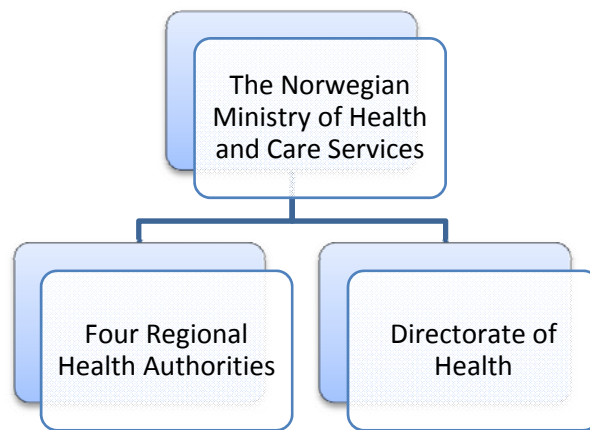 The Norwegian
Ministry of Health
and Care Services
Four Regional
Health Authorities
Directorate of
Health